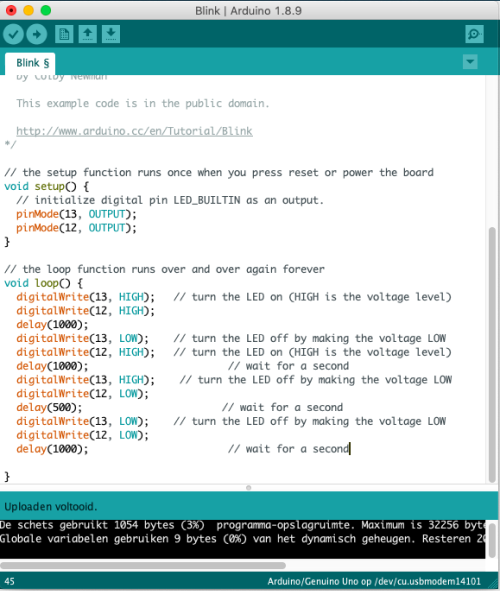 Blink | Arduino 1.8.9
Blink §
by Colby Newman
This example code is in the public domain.
http://www.arduino.cc/en/Tutorial/Blink
*/
// the setup function runs once when you press reset or power the board
void setup() {
// initialize digital pin LED_BUILTIN as an output.
pinMode(13, OUTPUT);
pinMode(12, OUTPUT);
}
// the loop function runs over and over again forever
void loop() {
digitalWrite(13, HIGH);   // turn the LED on (HIGH is the voltage level)
digitalWrite(12, HIGH);
delay(1000);
digitalWrite(13, LOW);    // turn the LED off by making the voltage LOW
digitalWrite(12, HIGH);   // turn the LED on (HIGH is the voltage level)
delay(1000);                       // wait for a second
digitalWrite(13, HIGH);    // turn the LED off by making the voltage LOW
digitalWrite(12, LOW);
delay(500);                       // wait for a second
digitalWrite(13, LOW);    // turn the LED off by making the voltage LOW
digitalWrite(12, LOW);
delay(1000);                       // wait for a second
}
Uploaden voltooid.
De schets gebruikt 1054 bytes (3%)  programma-opslagruimte. Maximum is 32256 byte
Globale variabelen gebruiken 9 bytes (0%) van het dynamisch geheugen. Resteren 20
45
Arduino/Genuino Uno op /dev/cu.usbmodem14101